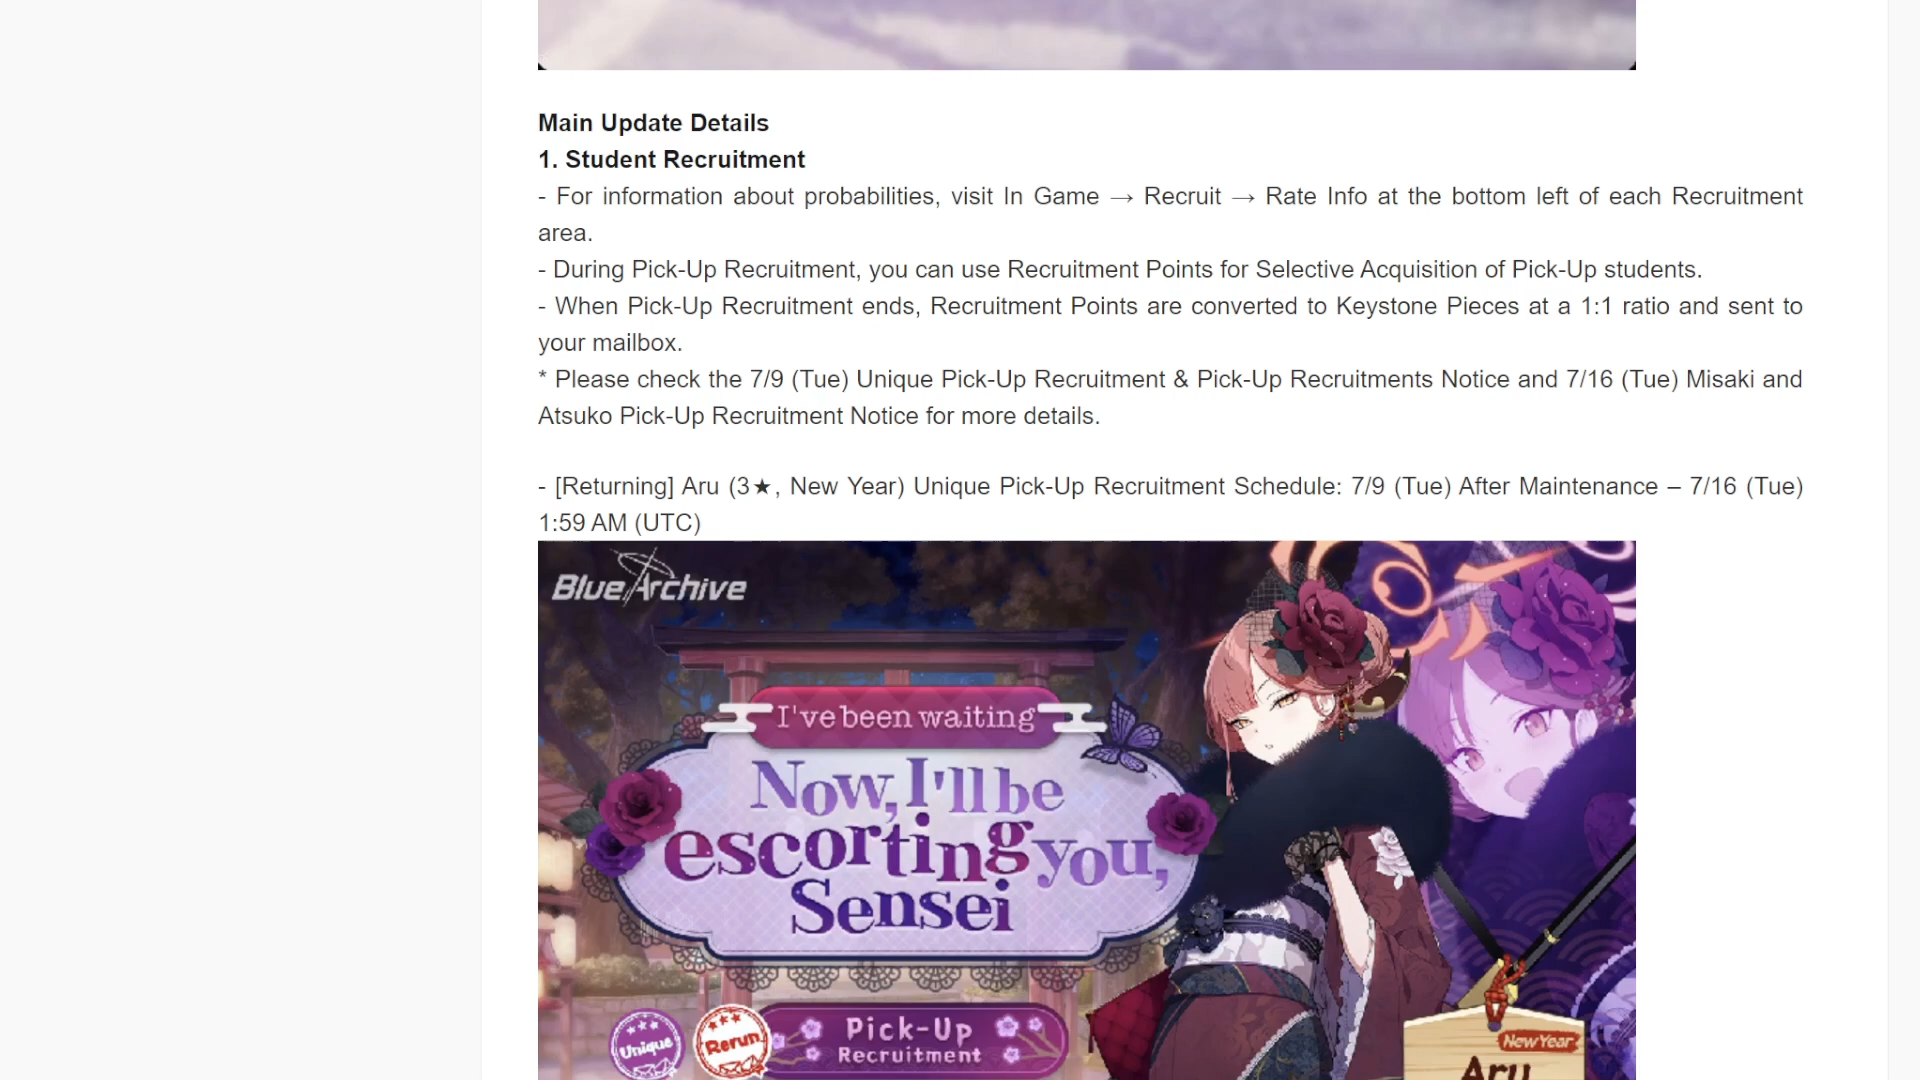 Main Update Details
1. Student Recruitment
- For information about probabilities, visit In Game → Recruit → Rate Info at the bottom left of each Recruitment
area.
- During Pick-Up Recruitment, you can use Recruitment Points for Selective Acquisition of Pick-Up students.
- When Pick-Up Recruitment ends, Recruitment Points are converted to Keystone Pieces at a 1:1 ratio and sent to
your mailbox.
* Please check the 7/9 (Tue) Unique Pick-Up Recruitment & Pick-Up Recruitments Notice and 7/16 (Tue) Misaki and
Atsuko Pick-Up Recruitment Notice for more details.
- [Returning] Aru (3★, New Year) Unique Pick-Up Recruitment Schedule: 7/9 (Tue) After Maintenance – 7/16 (Tue)
1:59 AM (UTC)
Blue Archive
I've been waiting
Now, I'll be
escorting you,
Sensei
Unique
Rerun
Pick-Up
Recruitment
New Year
Aru